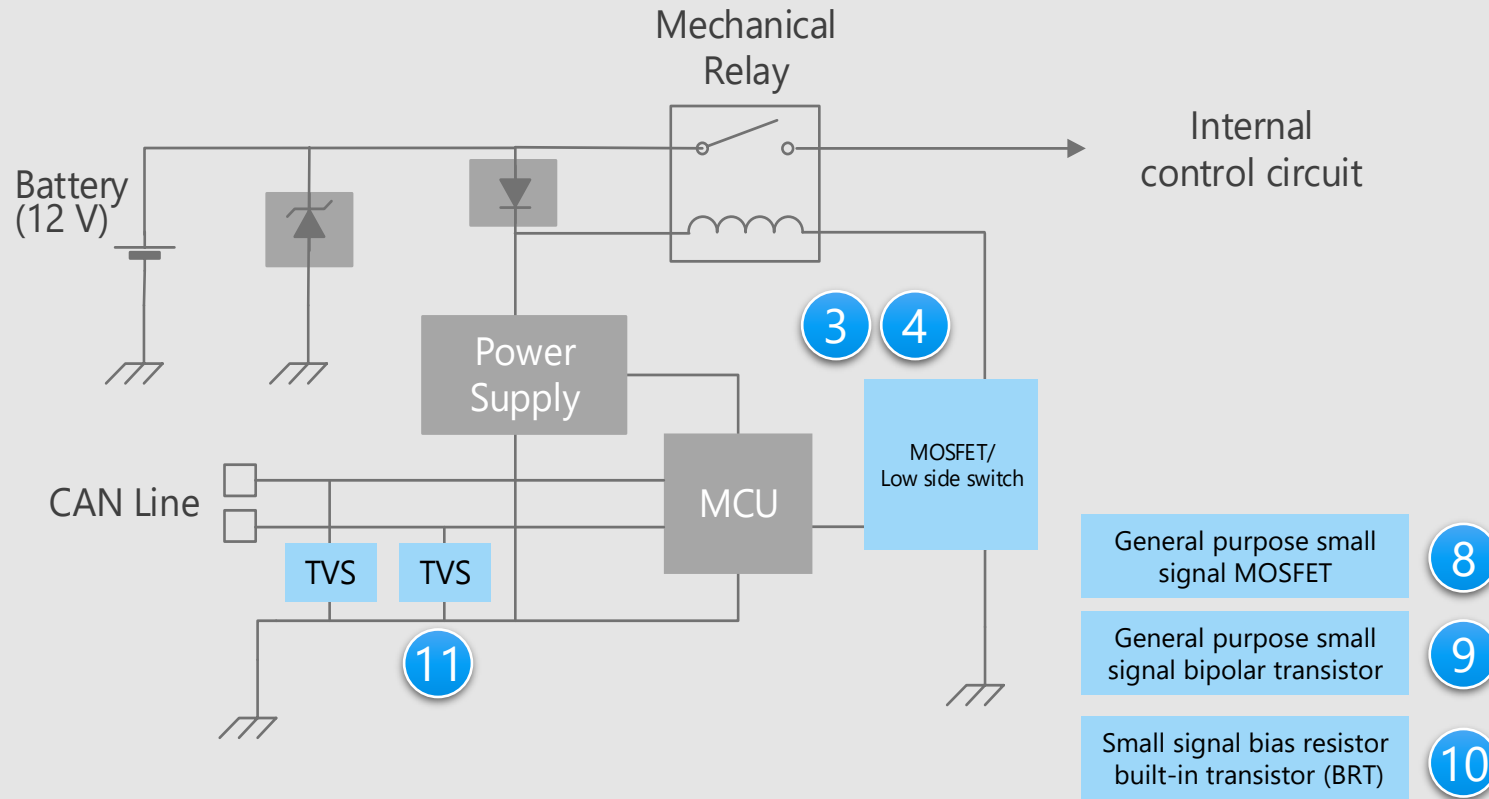 Mechanical
Relay
Internal
control circuit
Battery
(12 V)
3
4
Power
Supply
MOSFET/
Low side switch
CAN Line
MCU
TVS
TVS
11
General purpose small
signal MOSFET
8
General purpose small
signal bipolar transistor
9
Small signal bias resistor
built-in transistor (BRT)
10